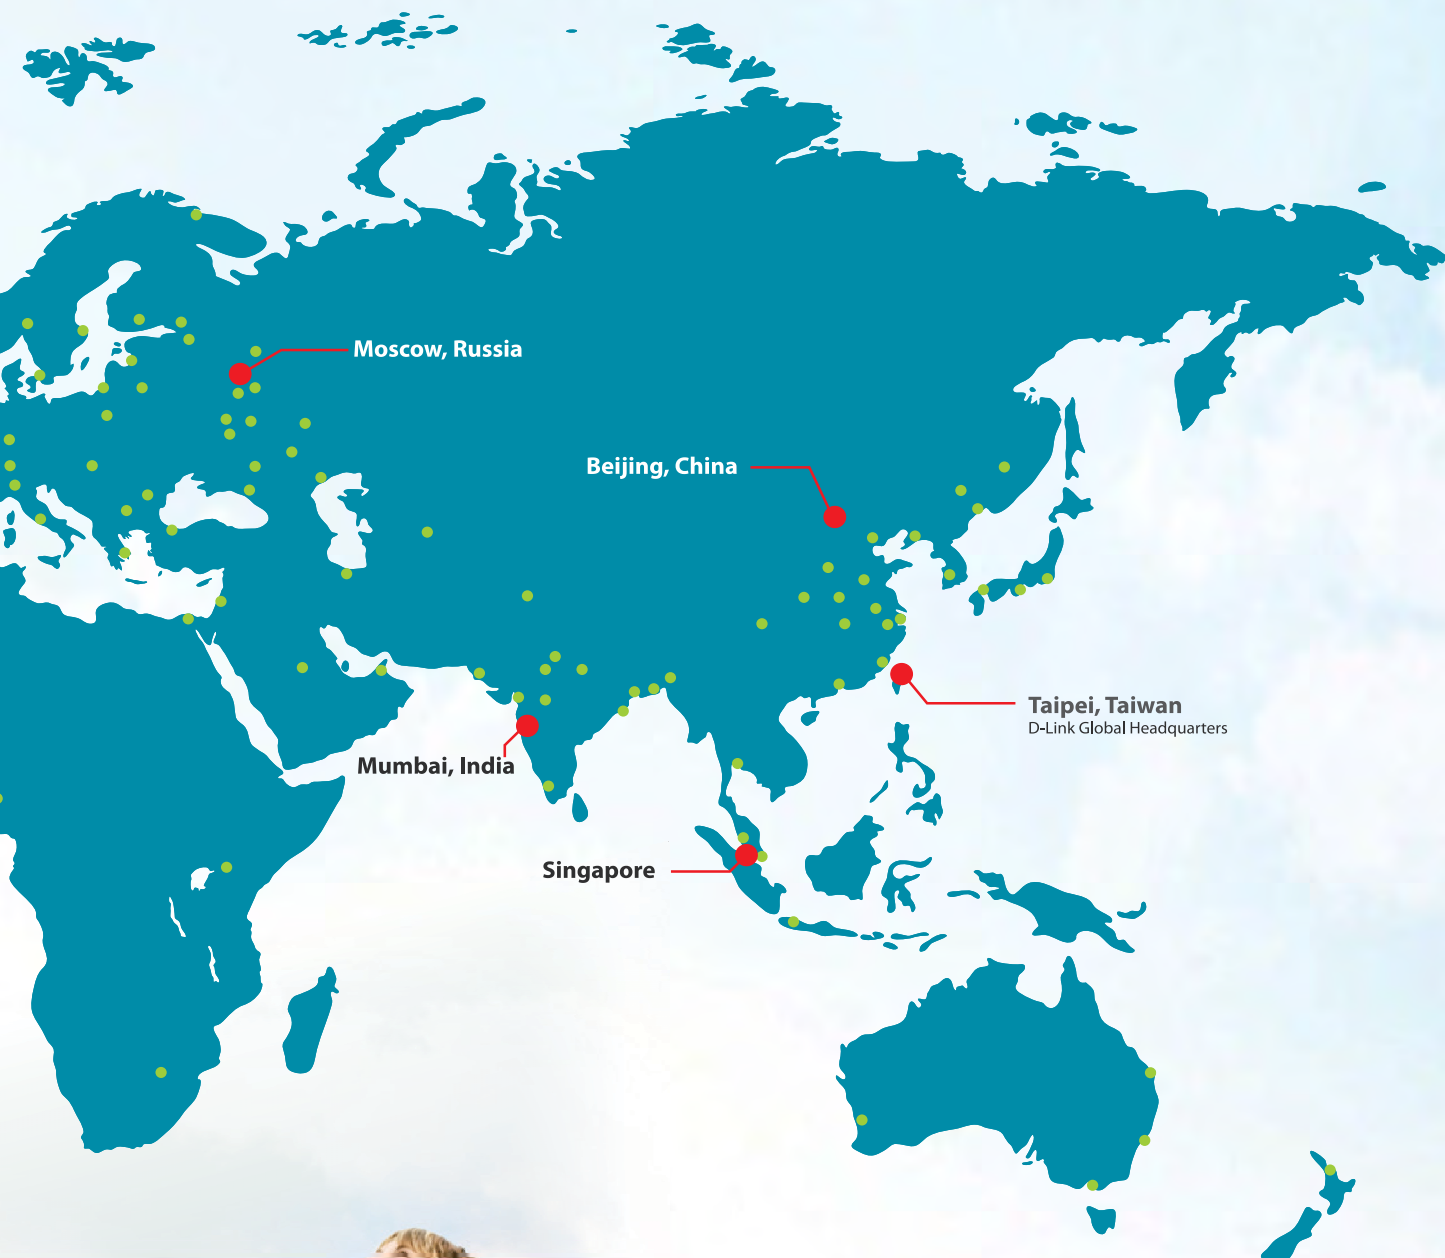 Moscow, Russia
Beijing, China
Taipei, Taiwan
D-Link Global Headquarters
Mumbai, India
Singapore